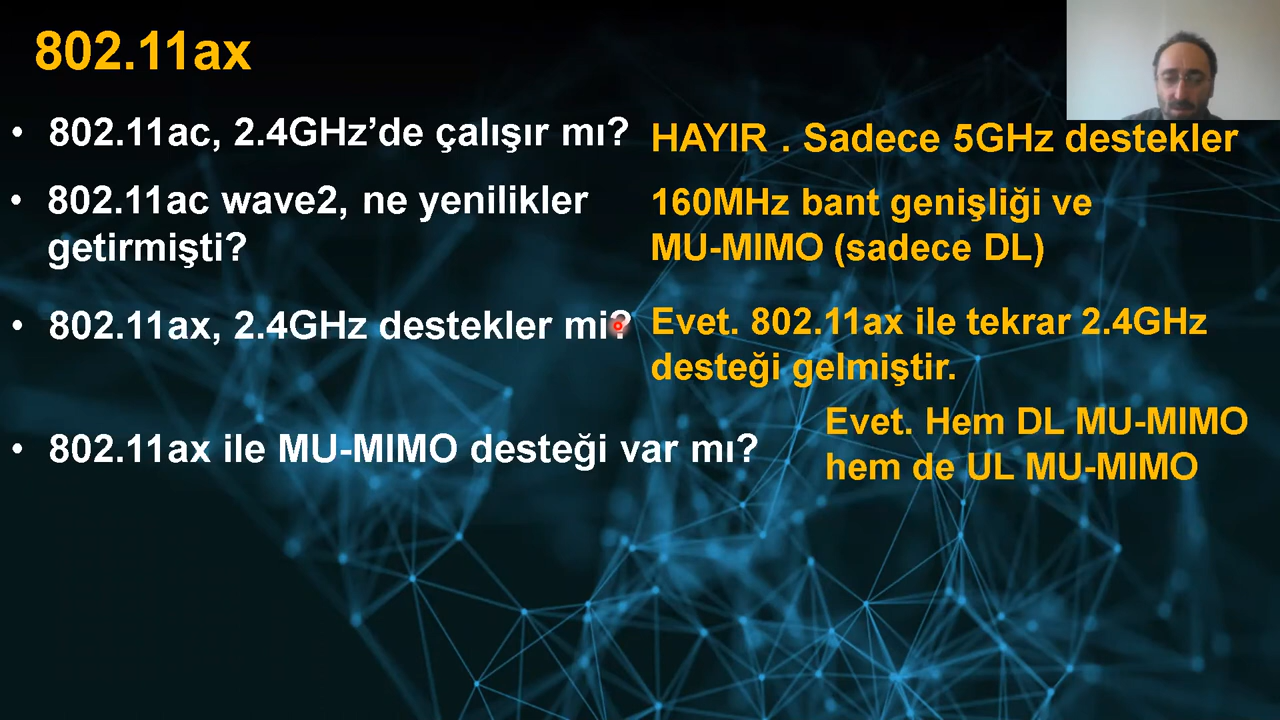 802.11ax
• 802.11ac, 2.4GHz’de çalışır mı?
HAYIR . Sadece 5GHz destekler
• 802.11ac wave2, ne yenilikler
getirmişti?
160MHz bant genişliği ve
MU-MIMO (sadece DL)
• 802.11ax, 2.4GHz destekler mi?
Evet. 802.11ax ile tekrar 2.4GHz
desteği gelmiştir.
• 802.11ax ile MU-MIMO desteği var mı?
Evet. Hem DL MU-MIMO
hem de UL MU-MIMO